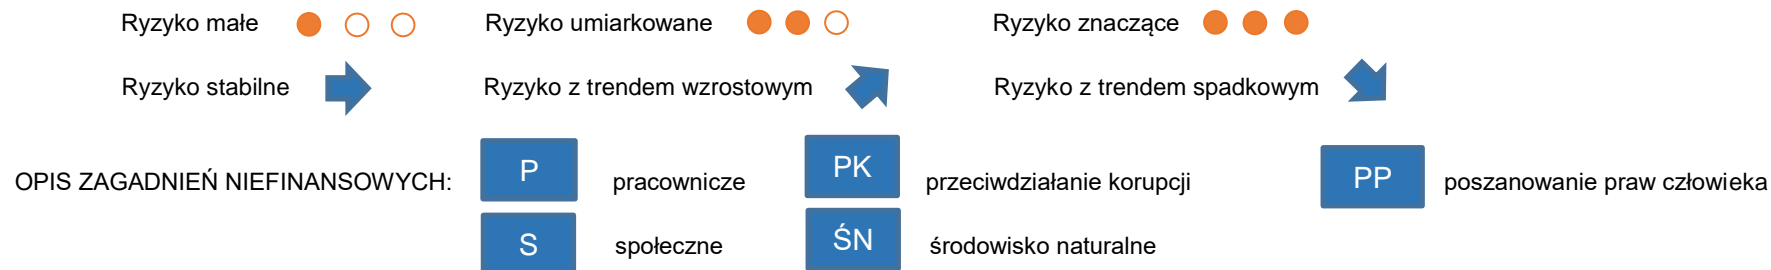 Ryzyko małe Ryzyko umiarkowane Ryzyko znaczące
Ryzyko stabilne Ryzyko z trendem wzrostowym Ryzyko z trendem spadkowym
OPIS ZAGADNIEŃ NIEFINANSOWYCH: P pracownicze PK przeciwdziałanie korupcji PP poszanowanie praw człowieka
S społeczne ŚN środowisko naturalne